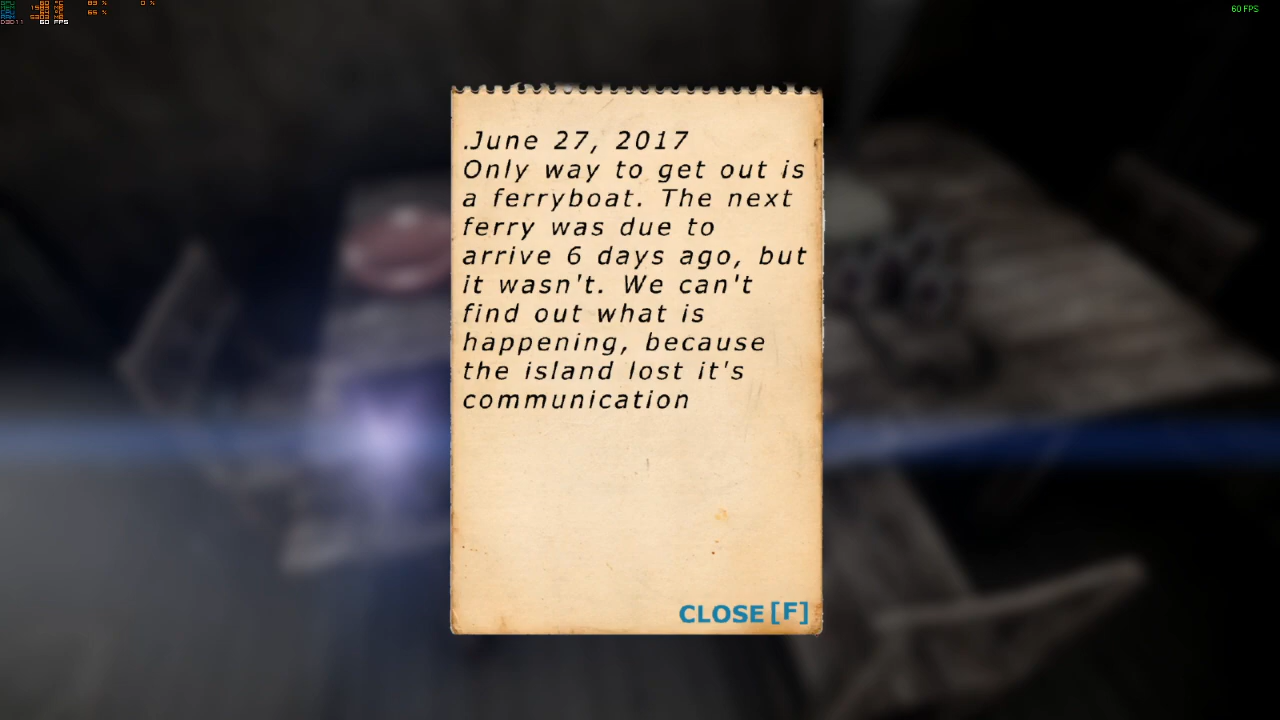 60 FPS
60 FPS
.June 27, 2017
Only way to get out is
a ferryboat. The next
ferry was due to
arrive 6 days ago, but
it wasn't. We can't
find out what is
happening, because
the island lost it's
communication
CLOSE[F]